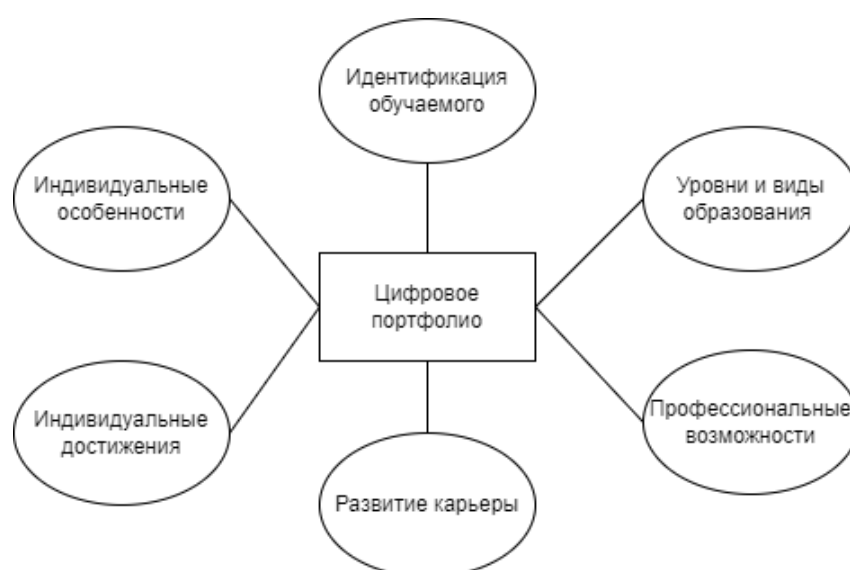 Идентификация
обучаемого
Индивидуальные
особенности
Уровни и виды
образования
Цифровое
портфолио
Индивидуальные
достижения
Профессиональные
возможности
Развитие карьеры